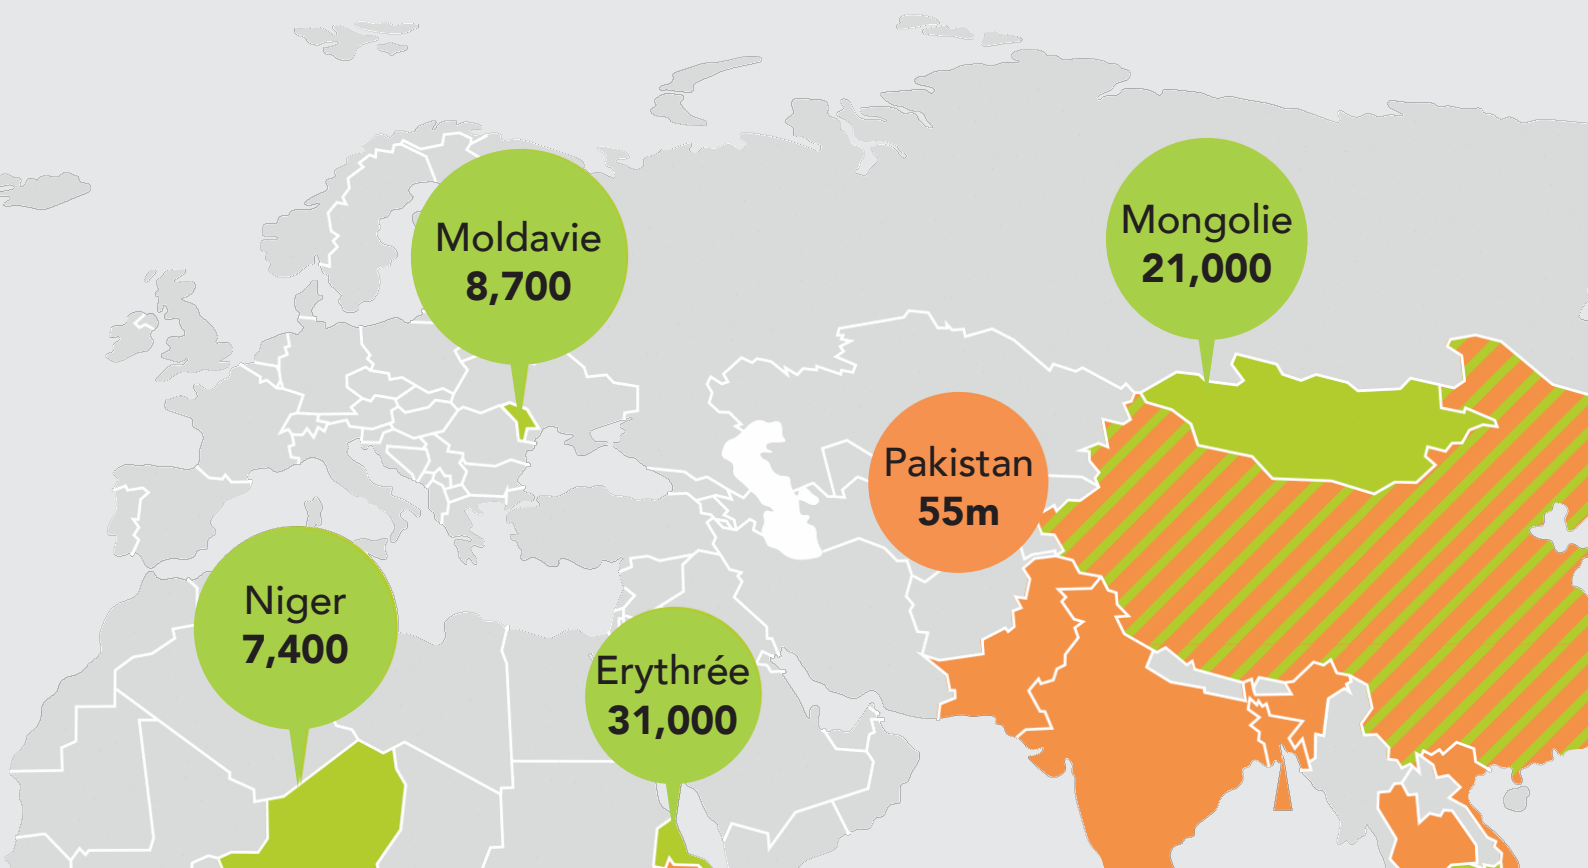 Moldavie
8,700
Mongolie
21,000
Pakistan
55m
Niger
7,400
Erythrée
31,000